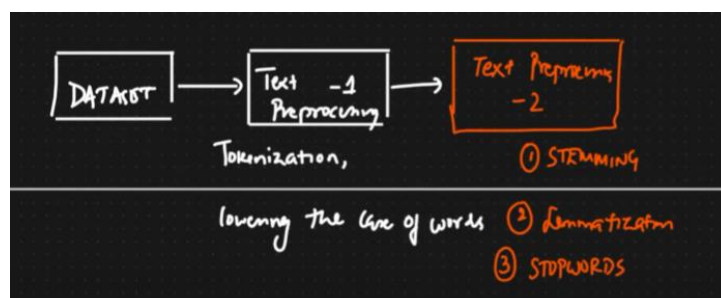 DATASET
Text -1
Preprocessing
Text Preprocessing
-2
Tokenization,
① STEMMING
lowering the case of words
② Lemmatization
③ STOPWORDS